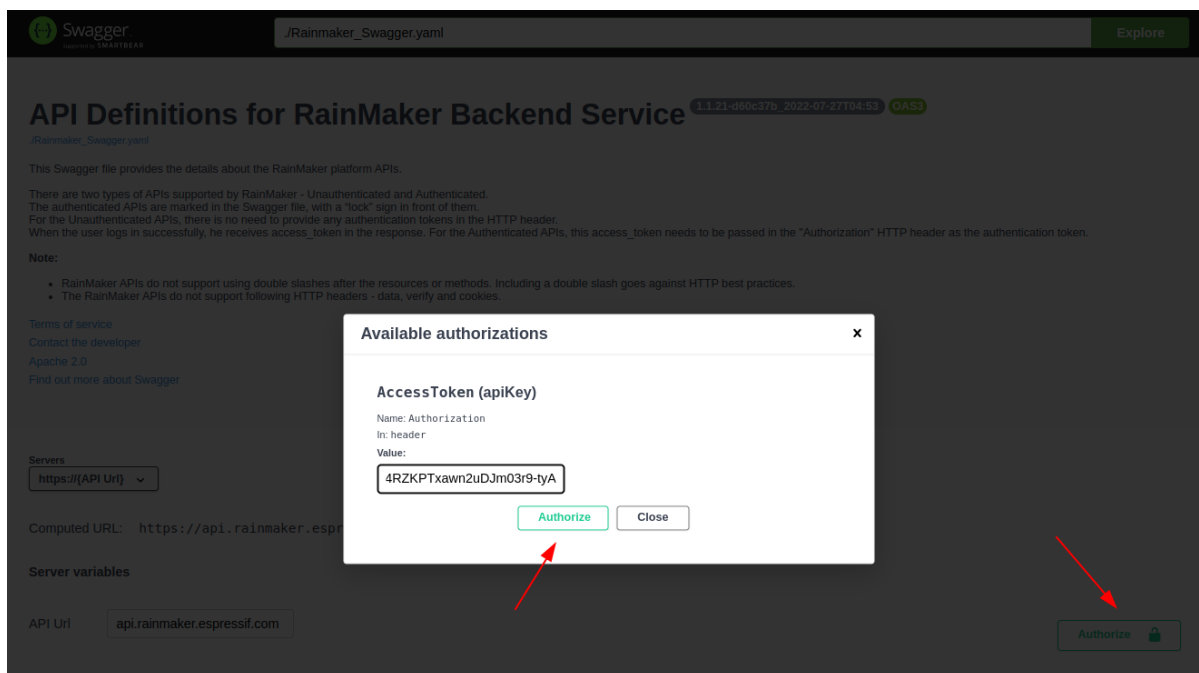 Swagger.
Supported by SMARTBEAR
./Rainmaker_Swagger.yaml
Explore
API Definitions for RainMaker Backend Service
1.1.21-d60c37b_2022-07-27T04:53
OAS3
./Rainmaker_Swagger.yaml
This Swagger file provides the details about the RainMaker platform APIs.
There are two types of APIs supported by RainMaker - Unauthenticated and Authenticated.
The authenticated APIs are marked in the Swagger file, with a "lock" sign in front of them.
For the Unauthenticated APIs, there is no need to provide any authentication tokens in the HTTP header.
When the user logs in successfully, he receives access_token in the response. For the Authenticated APIs, this access_token needs to be passed in the "Authorization" HTTP header as the authentication token.
Note:
• RainMaker APIs do not support using double slashes after the resources or methods. Including a double slash goes against HTTP best practices.
• The RainMaker APIs do not support following HTTP headers - data, verify and cookies.
Terms of service
Contact the developer
Apache 2.0
Find out more about Swagger
Available authorizations
x
AccessToken (apiKey)
Name: Authorization
In: header
Value:
4RZKPTxawn2uDJm03r9-tyA
Authorize
Close
Servers
https://{API Url}
Computed URL: https://api.rainmaker.espr
Server variables
API Url
api.rainmaker.espressif.com
Authorize